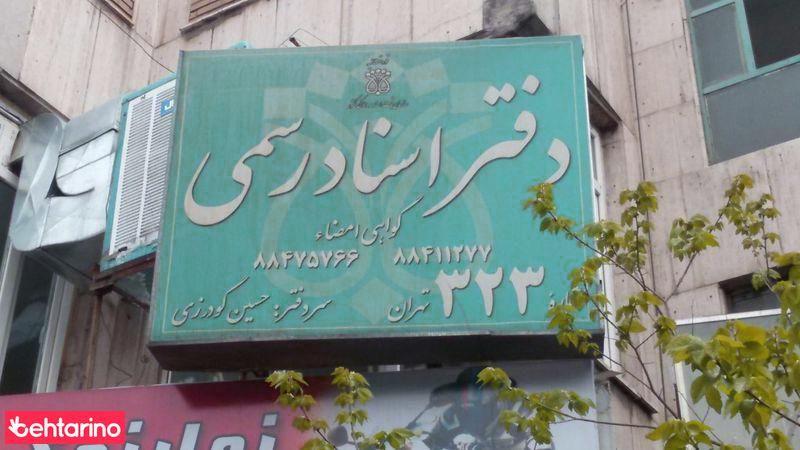 دفتر اسناد رسمی
گواهی امضاء
۸۸۴۱۱۲۷۷ ۸۸۴۷۵۷۶۶
۳۲۳ تهران سردفتر: حسین گودرزی
behtarino